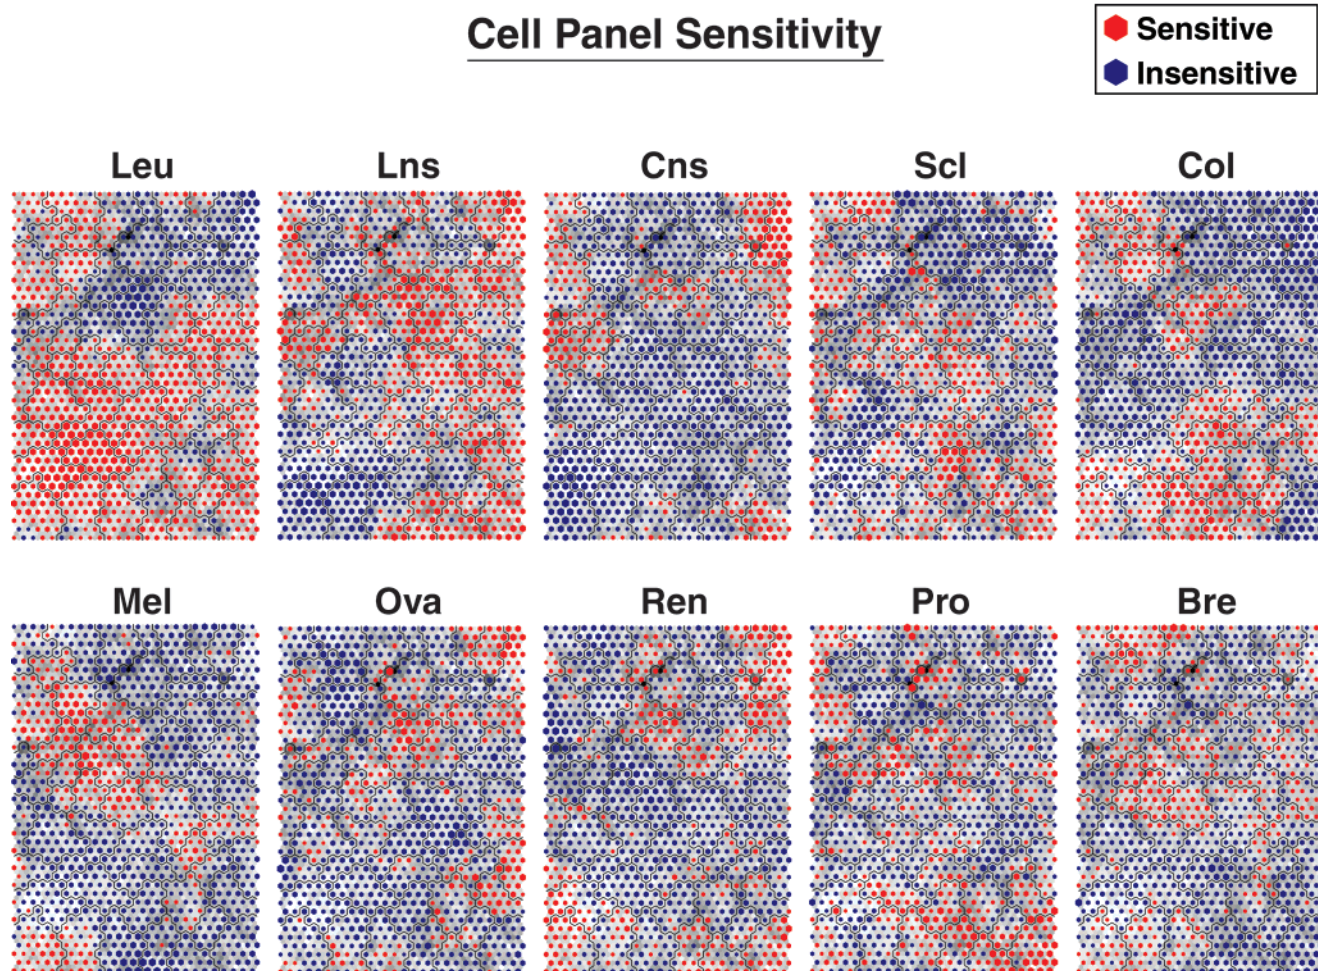 Cell Panel Sensitivity
Sensitive
Insensitive
Leu Lns Cns Scl Col
Mel Ova Ren Pro Bre